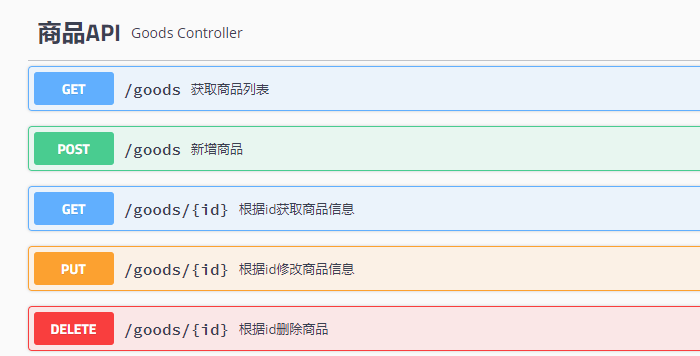 商品API Goods Controller
GET /goods 获取商品列表
POST /goods 新增商品
GET /goods/{id} 根据id获取商品信息
PUT /goods/{id} 根据id修改商品信息
DELETE /goods/{id} 根据id删除商品